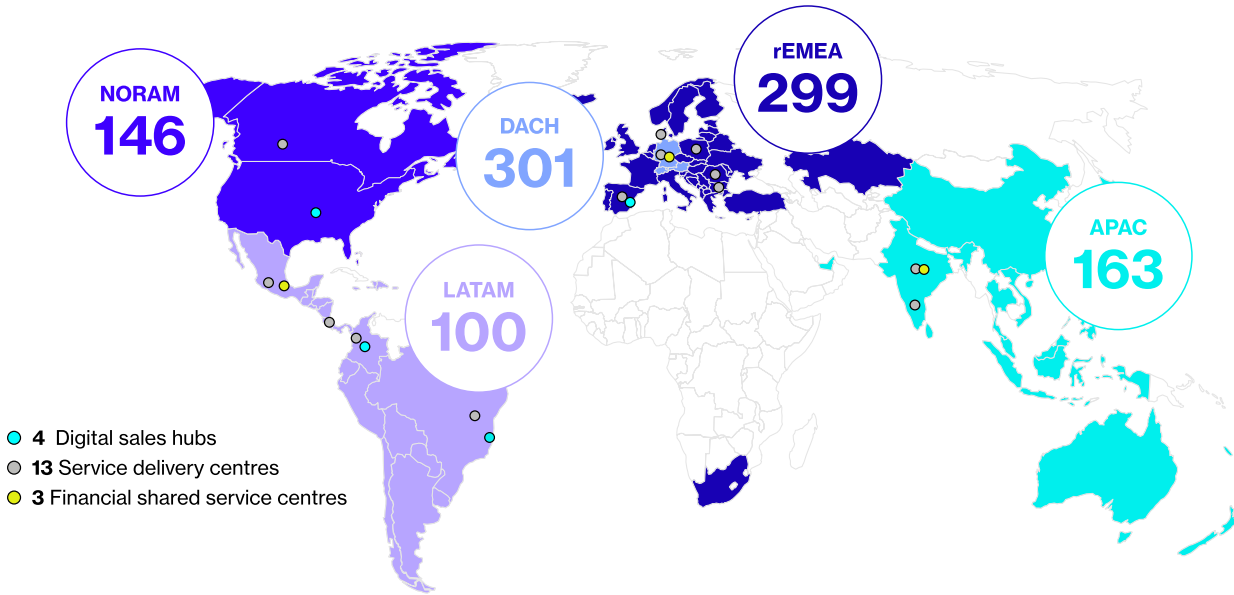 rEMEA
299
NORAM
146
DACH
301
APAC
163
LATAM
100
4 Digital sales hubs
13 Service delivery centres
3 Financial shared service centres